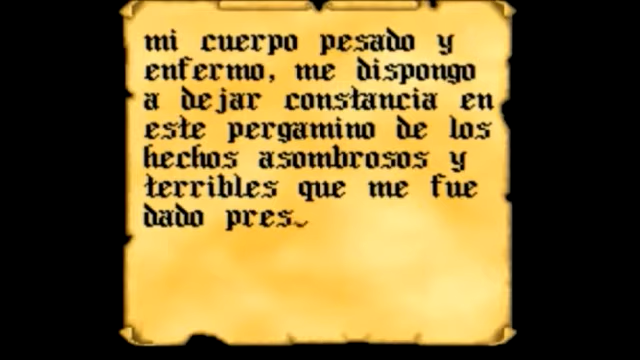 mi cuerpo pesado y
enfermo, me dispongo
a dejar constancia en
este pergamino de los
hechos asombrosos y
terribles que me fue
dado pres